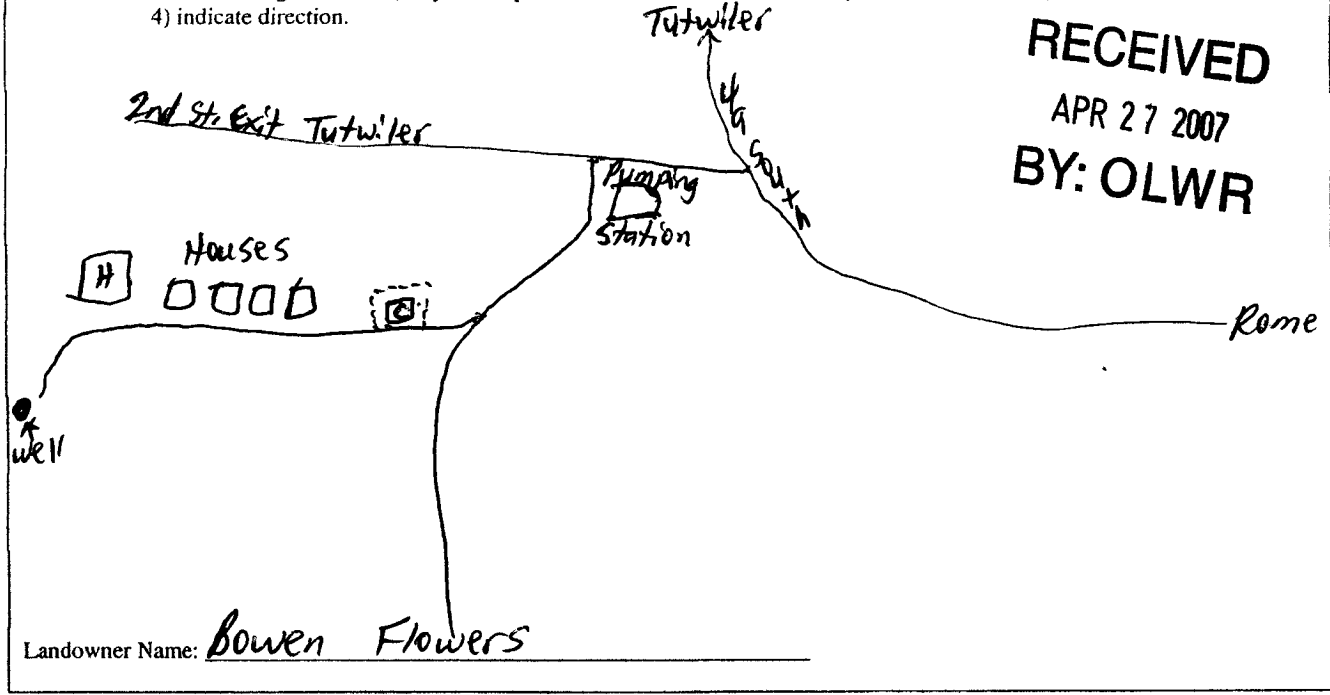 4) indicate direction.
Tutwiler
RECEIVED
APR 27 2007
BY: OLWR
2nd St. Exit Tutwiler
49 South
Pumping
Station
Houses
H
C
Rome
well
Landowner Name: Bowen Flowers